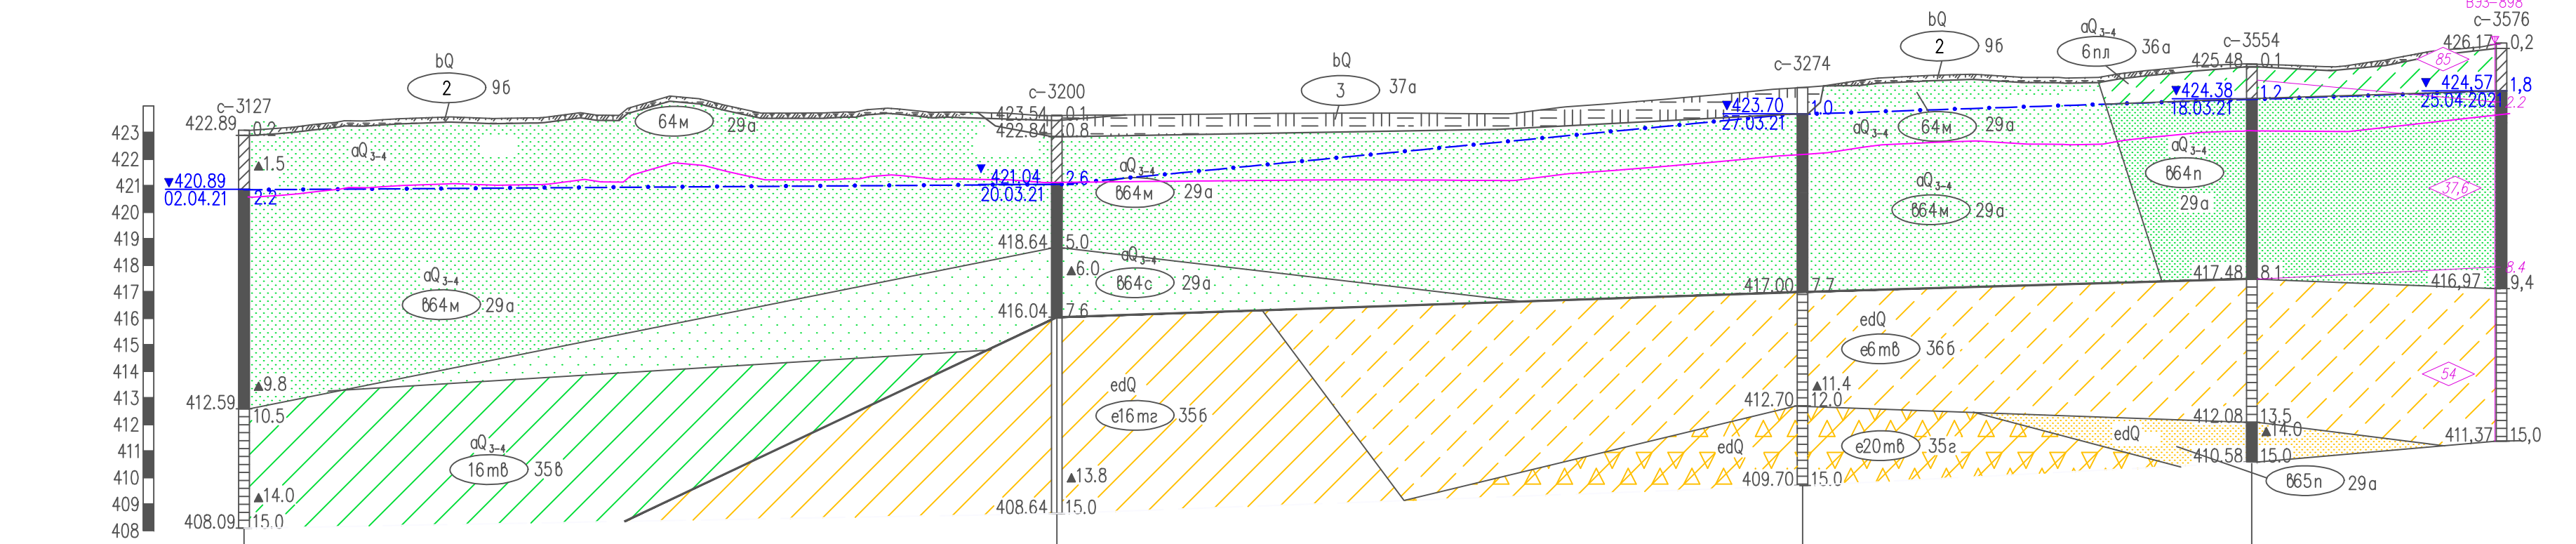 ВЭЗ-898
с-3576
426,17 0,2
bQ
2 9б
aQ3-4
6пл 36а
с-3554
425.48 0.1
85
bQ
2 9б
bQ
3 37а
с-3274
424,57 1,8
25.04.2021 2.2
424.38 1.2
18.03.21
с-3127
422.89 0.2
с-3200
423.54 0.1
422.84 0.8
64м 29а
423.70 1.0
27.03.21
aQ3-4
64м 29а
423
422
421
420
419
418
417
416
415
414
413
412
411
410
409
408
1.5
aQ3-4
420.89
02.04.21 2.2
421.04 2.6
20.03.21
aQ3-4
в64м 29а
aQ3-4
в64м 29а
aQ3-4
в64п
29а
37,6
418.64 5.0
6.0
aQ3-4
в64с 29а
aQ3-4
в64м 29а
416.04 7.6
417.00 7.7
417.48 8.1
8.4
416,97 9,4
edQ
е6тв 36б
54
9.8
412.59 10.5
edQ
е16тг 35б
11.4
412.70 12.0
412.08 13.5
14.0
edQ
411,37 15,0
aQ3-4
16тв 35в
edQ
е20тв 35г
410.58 15.0
в65п 29а
13.8
409.70 15.0
14.0
408.09 15.0
408.64 15.0